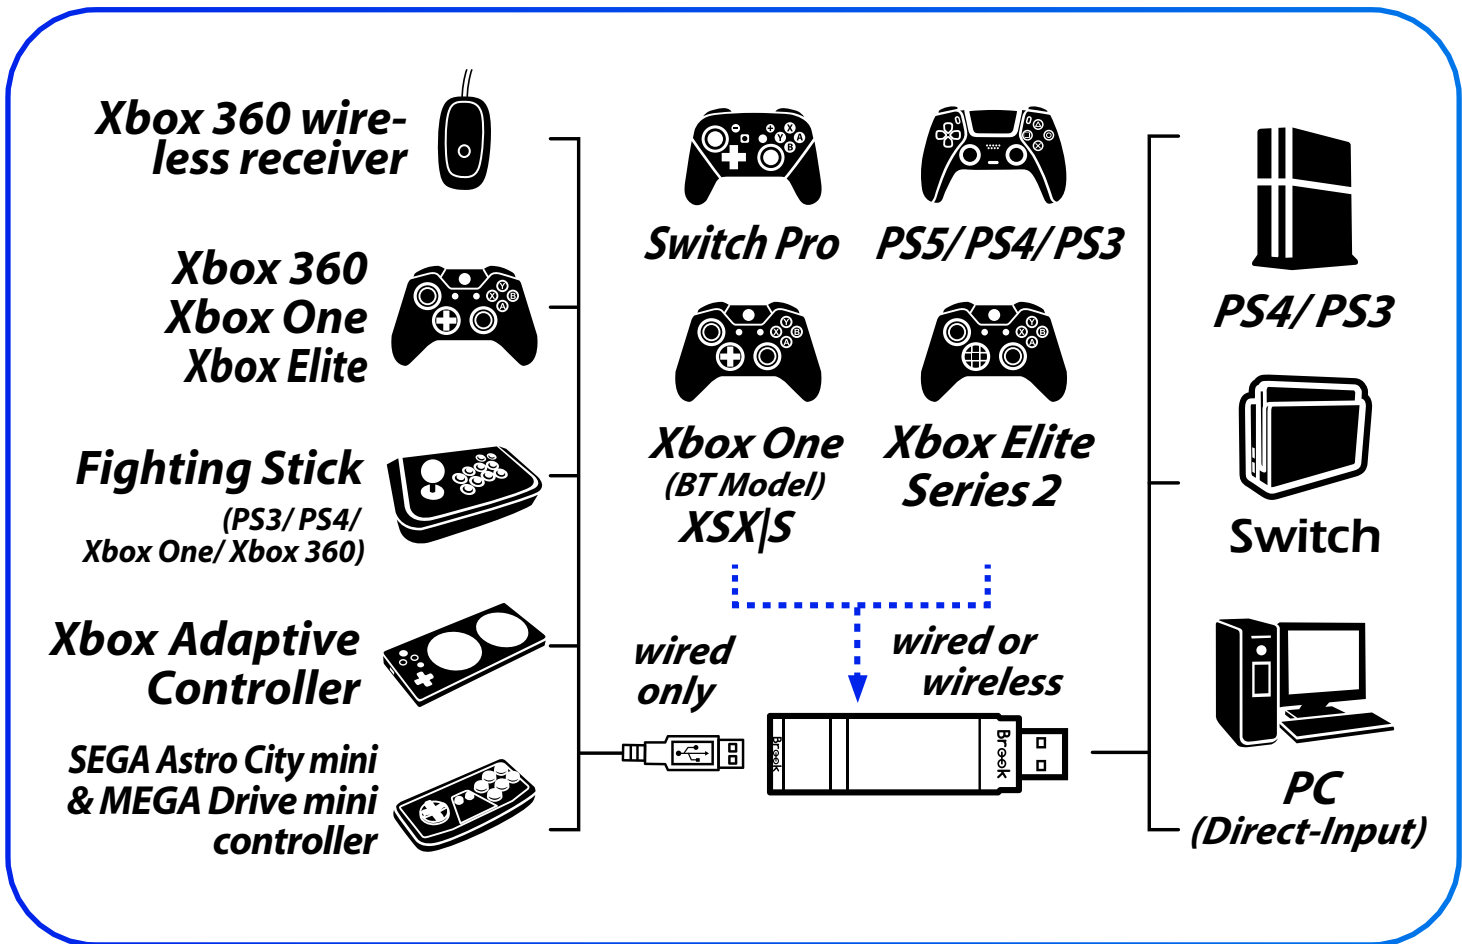 Xbox 360 wire-
less receiver
Xbox 360
Xbox One
Xbox Elite
Fighting Stick
(PS3/ PS4/
Xbox One/ Xbox 360)
Xbox Adaptive
Controller
SEGA Astro City mini
& MEGA Drive mini
controller
Switch Pro
PS5/ PS4/ PS3
Xbox One
(BT Model)
XSX|S
Xbox Elite
Series 2
wired
only
wired or
wireless
Brook
Brook
PS4/ PS3
Switch
PC
(Direct-Input)